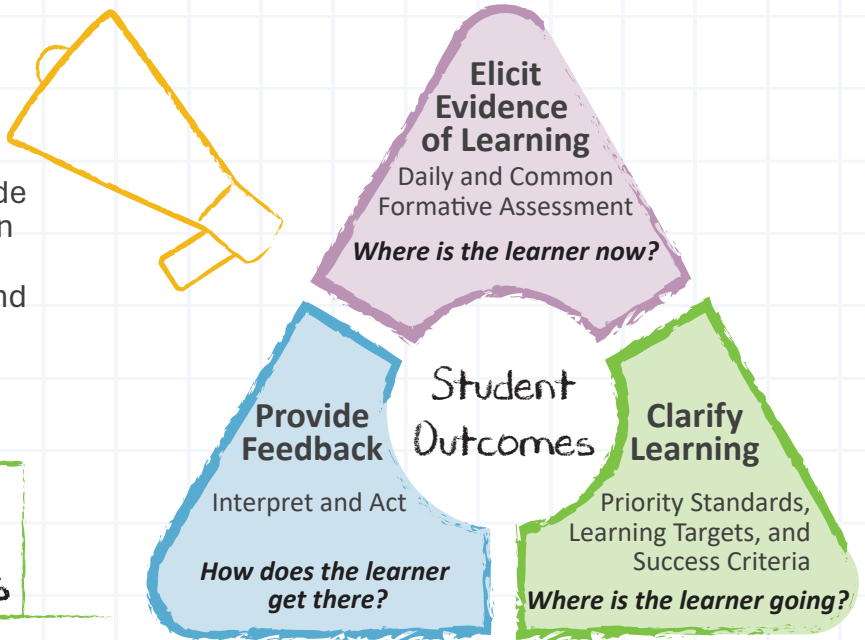 Elicit
Evidence
of Learning
Daily and Common
Formative Assessment
Where is the learner now?
Student
Outcomes
Provide
Feedback
Interpret and Act
How does the learner
get there?
Clarify
Learning
Priority Standards,
Learning Targets, and
Success Criteria
Where is the learner going?